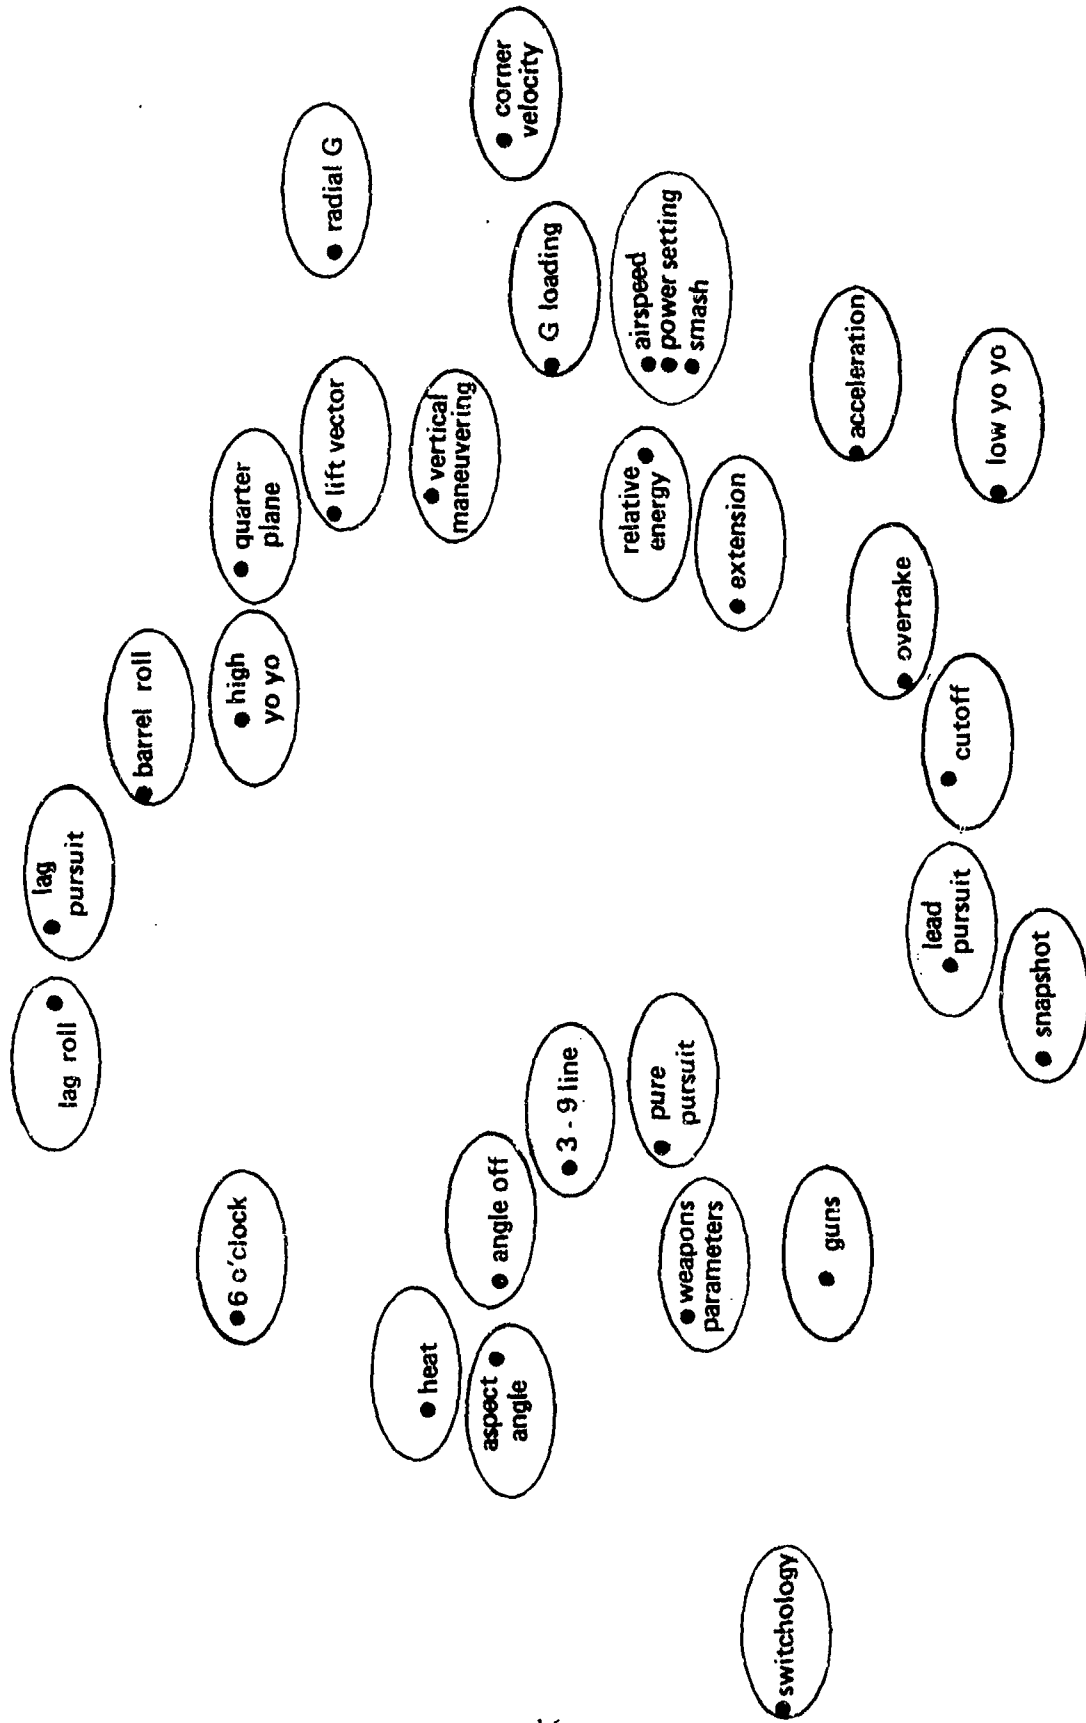 lag roll
lag
pursuit
barrel roll
6 o'clock
high
yo yo
quarter
plane
radial G
lift vector
heat
vertical
maneuvering
angle off
aspect
angle
corner
velocity
G loading
3 - 9 line
relative
energy
airspeed
power setting
smash
pure
pursuit
weapons
parameters
extension
switchology
guns
acceleration
overtake
lead
pursuit
cutoff
low yo yo
snapshot